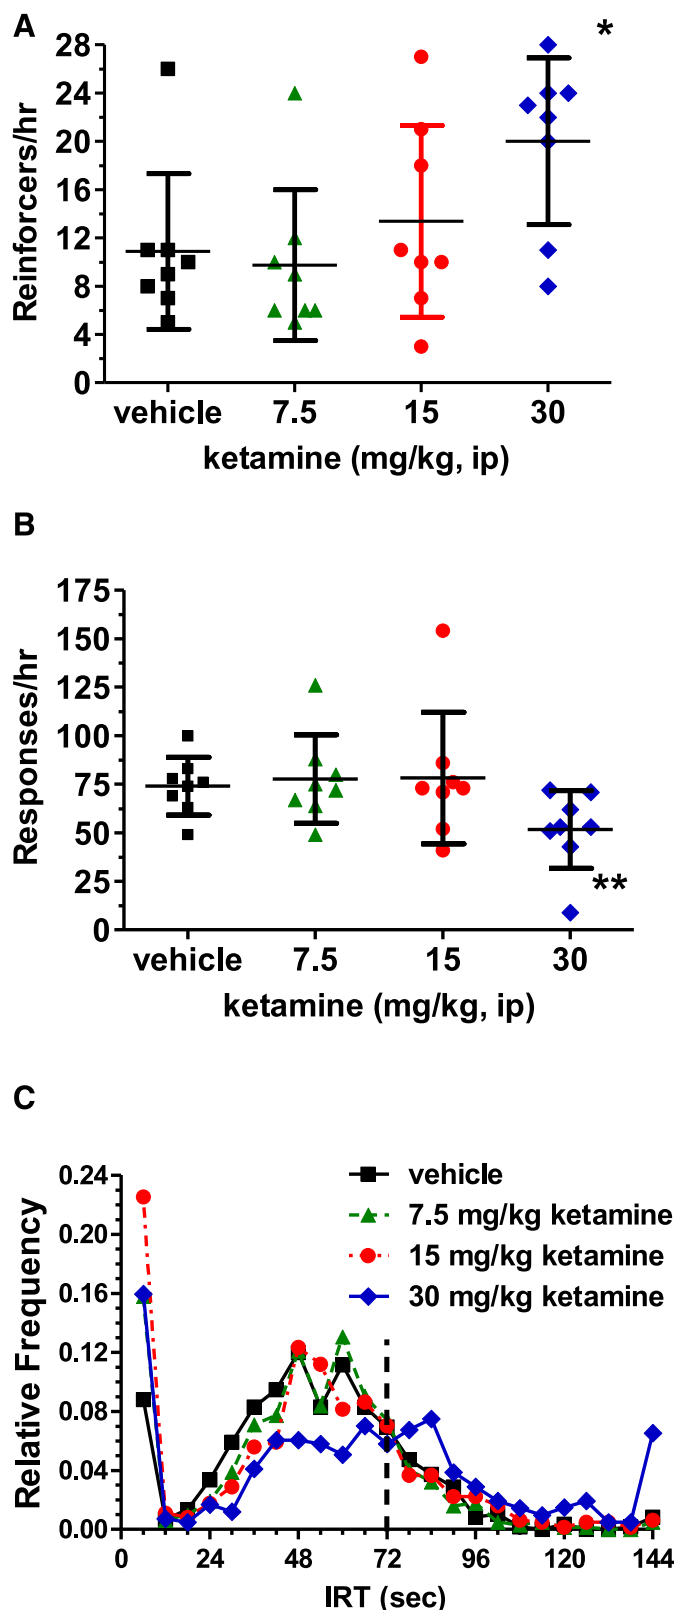 A
Reinforcers/hr
28
24
20
16
12
8
4
0
*
vehicle 7.5 15 30
ketamine (mg/kg, ip)
B
Responses/hr
175
150
125
100
75
50
25
0
**
vehicle 7.5 15 30
ketamine (mg/kg, ip)
C
Relative Frequency
0.24
0.20
0.16
0.12
0.08
0.04
0.00
vehicle
7.5 mg/kg ketamine
15 mg/kg ketamine
30 mg/kg ketamine
0 24 48 72 96 120 144
IRT (sec)